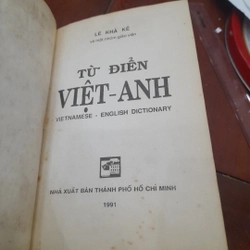 LÊ KHẢ KẾ
TỪ ĐIỂN
VIỆT-ANH
VIETNAMESE - ENGLISH DICTIONARY
NHÀ XUẤT BẢN THÀNH PHỐ HỒ CHÍ MINH
1991